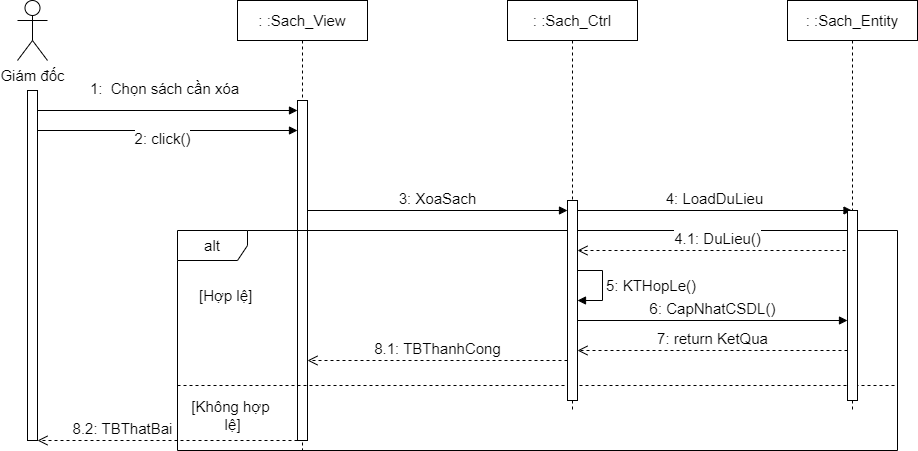 : :Sach_View
: :Sach_Ctrl
: :Sach_Entity
Giám đốc
1: Chọn sách cần xóa
2: click()
3: XoaSach
4: LoadDuLieu
alt
4.1: DuLieu()
[Hợp lệ]
5: KTHopLe()
6: CapNhatCSDL()
7: return KetQua
8.1: TBThanhCong
[Không hợp
lệ]
8.2: TBThatBai